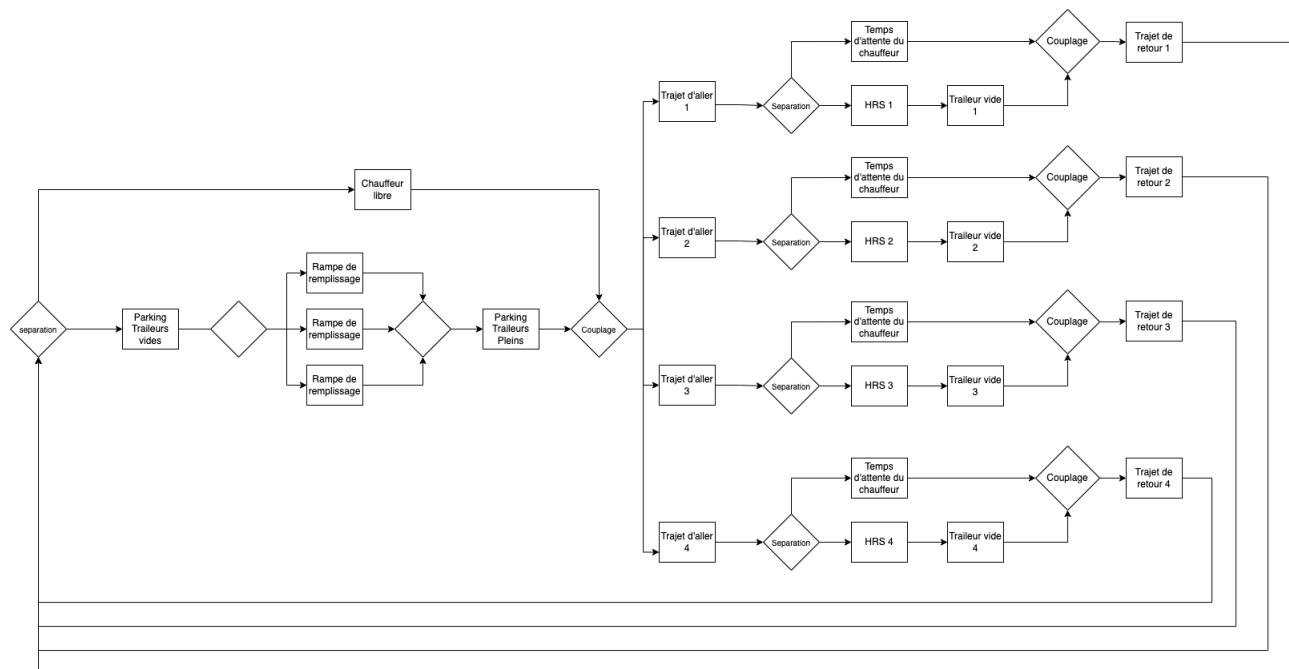 Temps
d'attente du
chauffeur
Couplage
Trajet de
retour 1
Trajet d'aller
1
Separation
HRS 1
Traileur vide
1
Chauffeur
libre
Temps
d'attente du
chauffeur
Couplage
Trajet de
retour 2
Trajet d'aller
2
Separation
HRS 2
Traileur vide
2
separation
Parking
Traileurs
vides
Rampe de
remplissage
Rampe de
remplissage
Rampe de
remplissage
Parking
Traileurs
Pleins
Couplage
Temps
d'attente du
chauffeur
Couplage
Trajet de
retour 3
Trajet d'aller
3
Separation
HRS 3
Traileur vide
3
Temps
d'attente du
chauffeur
Couplage
Trajet de
retour 4
Trajet d'aller
4
Separation
HRS 4
Traileur vide
4